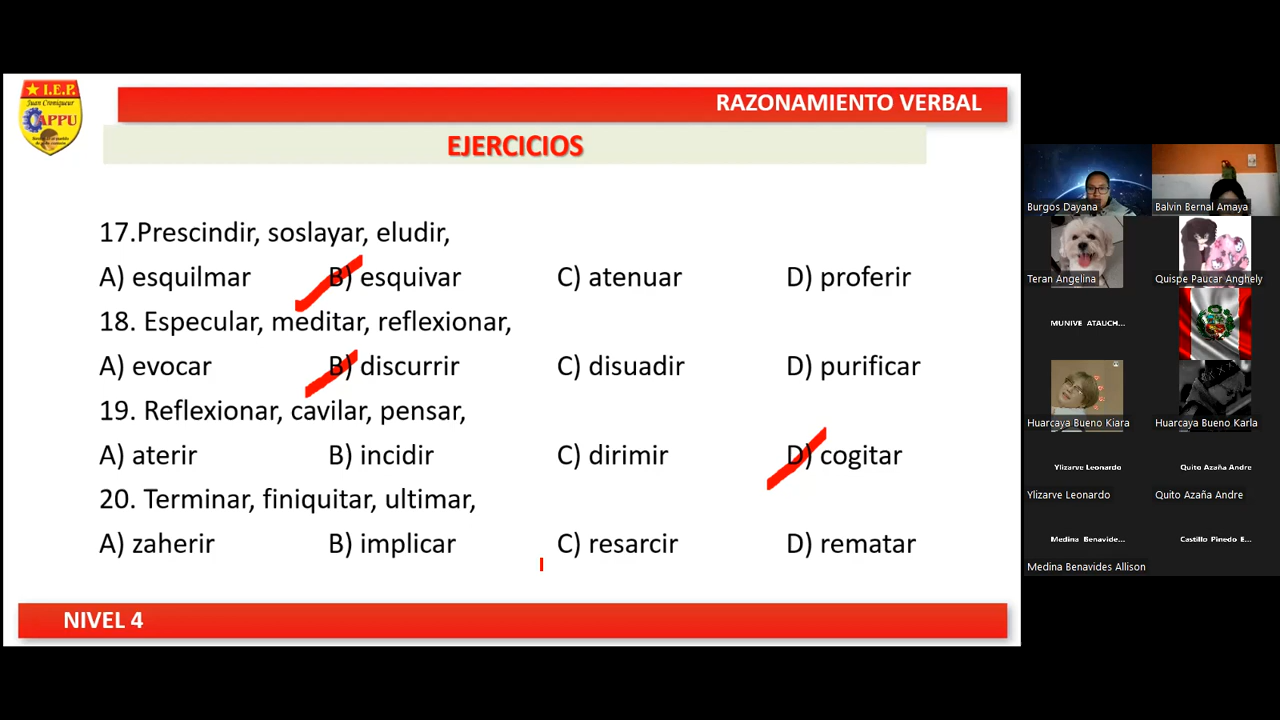 I.E.P.
Juan Croniqueur
CAPPU
RAZONAMIENTO VERBAL
EJERCICIOS
17.Prescindir, soslayar, eludir,
A) esquilmar B) esquivar C) atenuar D) proferir
18. Especular, meditar, reflexionar,
A) evocar B) discurrir C) disuadir D) purificar
19. Reflexionar, cavilar, pensar,
A) aterir B) incidir C) dirimir D) cogitar
20. Terminar, finiquitar, ultimar,
A) zaherir B) implicar C) resarcir D) rematar
NIVEL 4
Burgos Dayana
Balvin Bernal Amaya
Teran Angelina
Quispe Paucar Anghely
MUNIVE ATAUCH...
Huarcaya Bueno Kiara
Huarcaya Bueno Karla
Ylizarve Leonardo
Quito Azaña Andre
Ylizarve Leonardo
Quito Azaña Andre
Medina Benavide...
Castillo Pinedo E...
Medina Benavides Allison